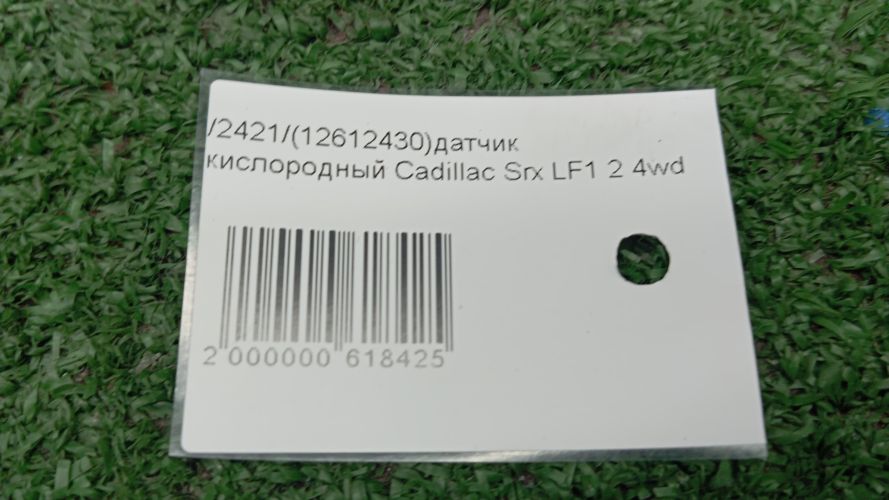 /2421/(12612430)датчик
кислородный Cadillac Srx LF1 2 4wd
2 000000 618425